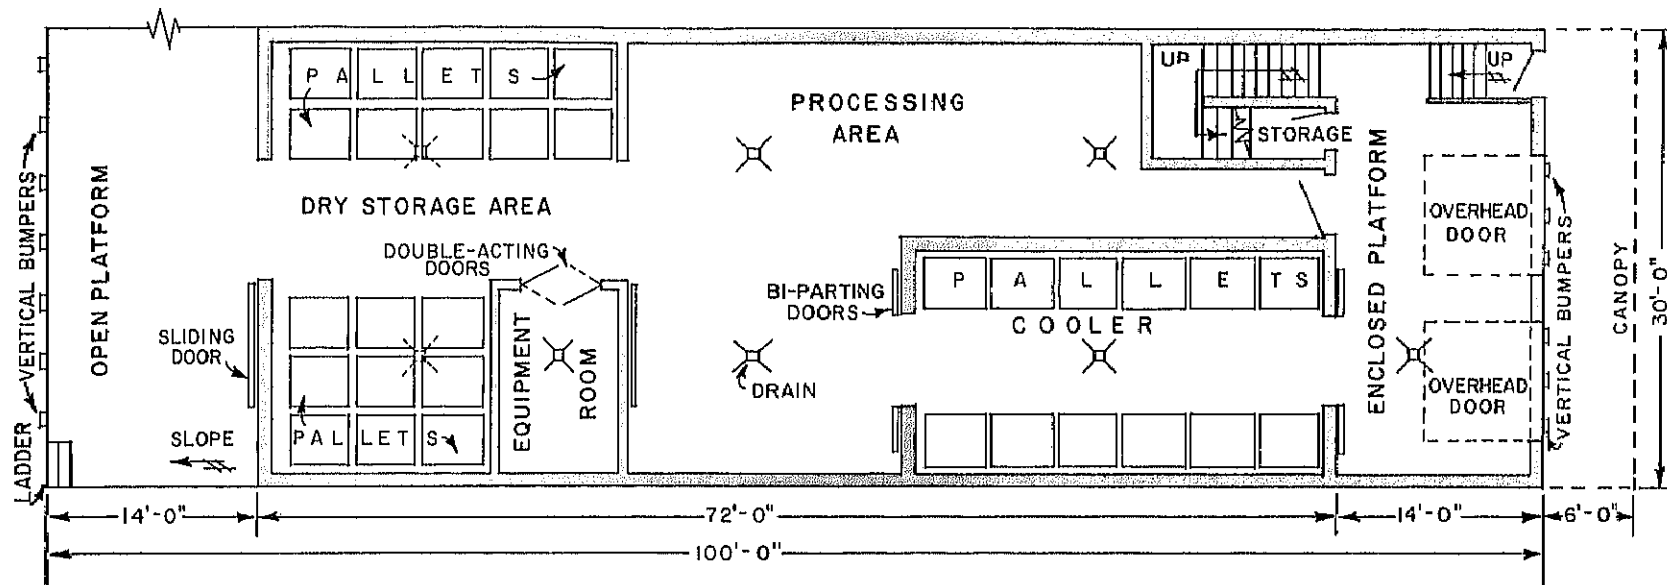 PALLETS
UP
UP
PROCESSING
AREA
STORAGE
OPEN PLATFORM
VERTICAL BUMPERS
DRY STORAGE AREA
DOUBLE-ACTING
DOORS
ENCLOSED PLATFORM
OVERHEAD
DOOR
VERTICAL BUMPERS
CANOPY
30'-0"
PALLETS
BI-PARTING
DOORS
COOLER
SLIDING
DOOR
EQUIPMENT
ROOM
DRAIN
OVERHEAD
DOOR
PALLETS
SLOPE
LADDER
14'-0"
72'-0"
14'-0"
6'-0"
100'-0"